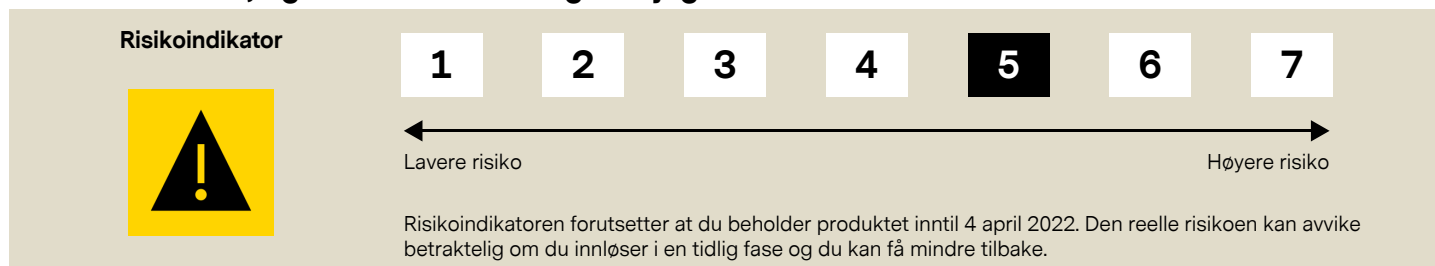 Risikoindikator
1 2 3 4 5 6 7
Lavere risiko Høyere risiko
Risikoindikatoren forutsetter at du beholder produktet inntil 4 april 2022. Den reelle risikoen kan avvike
betraktelig om du innløser i en tidlig fase og du kan få mindre tilbake.